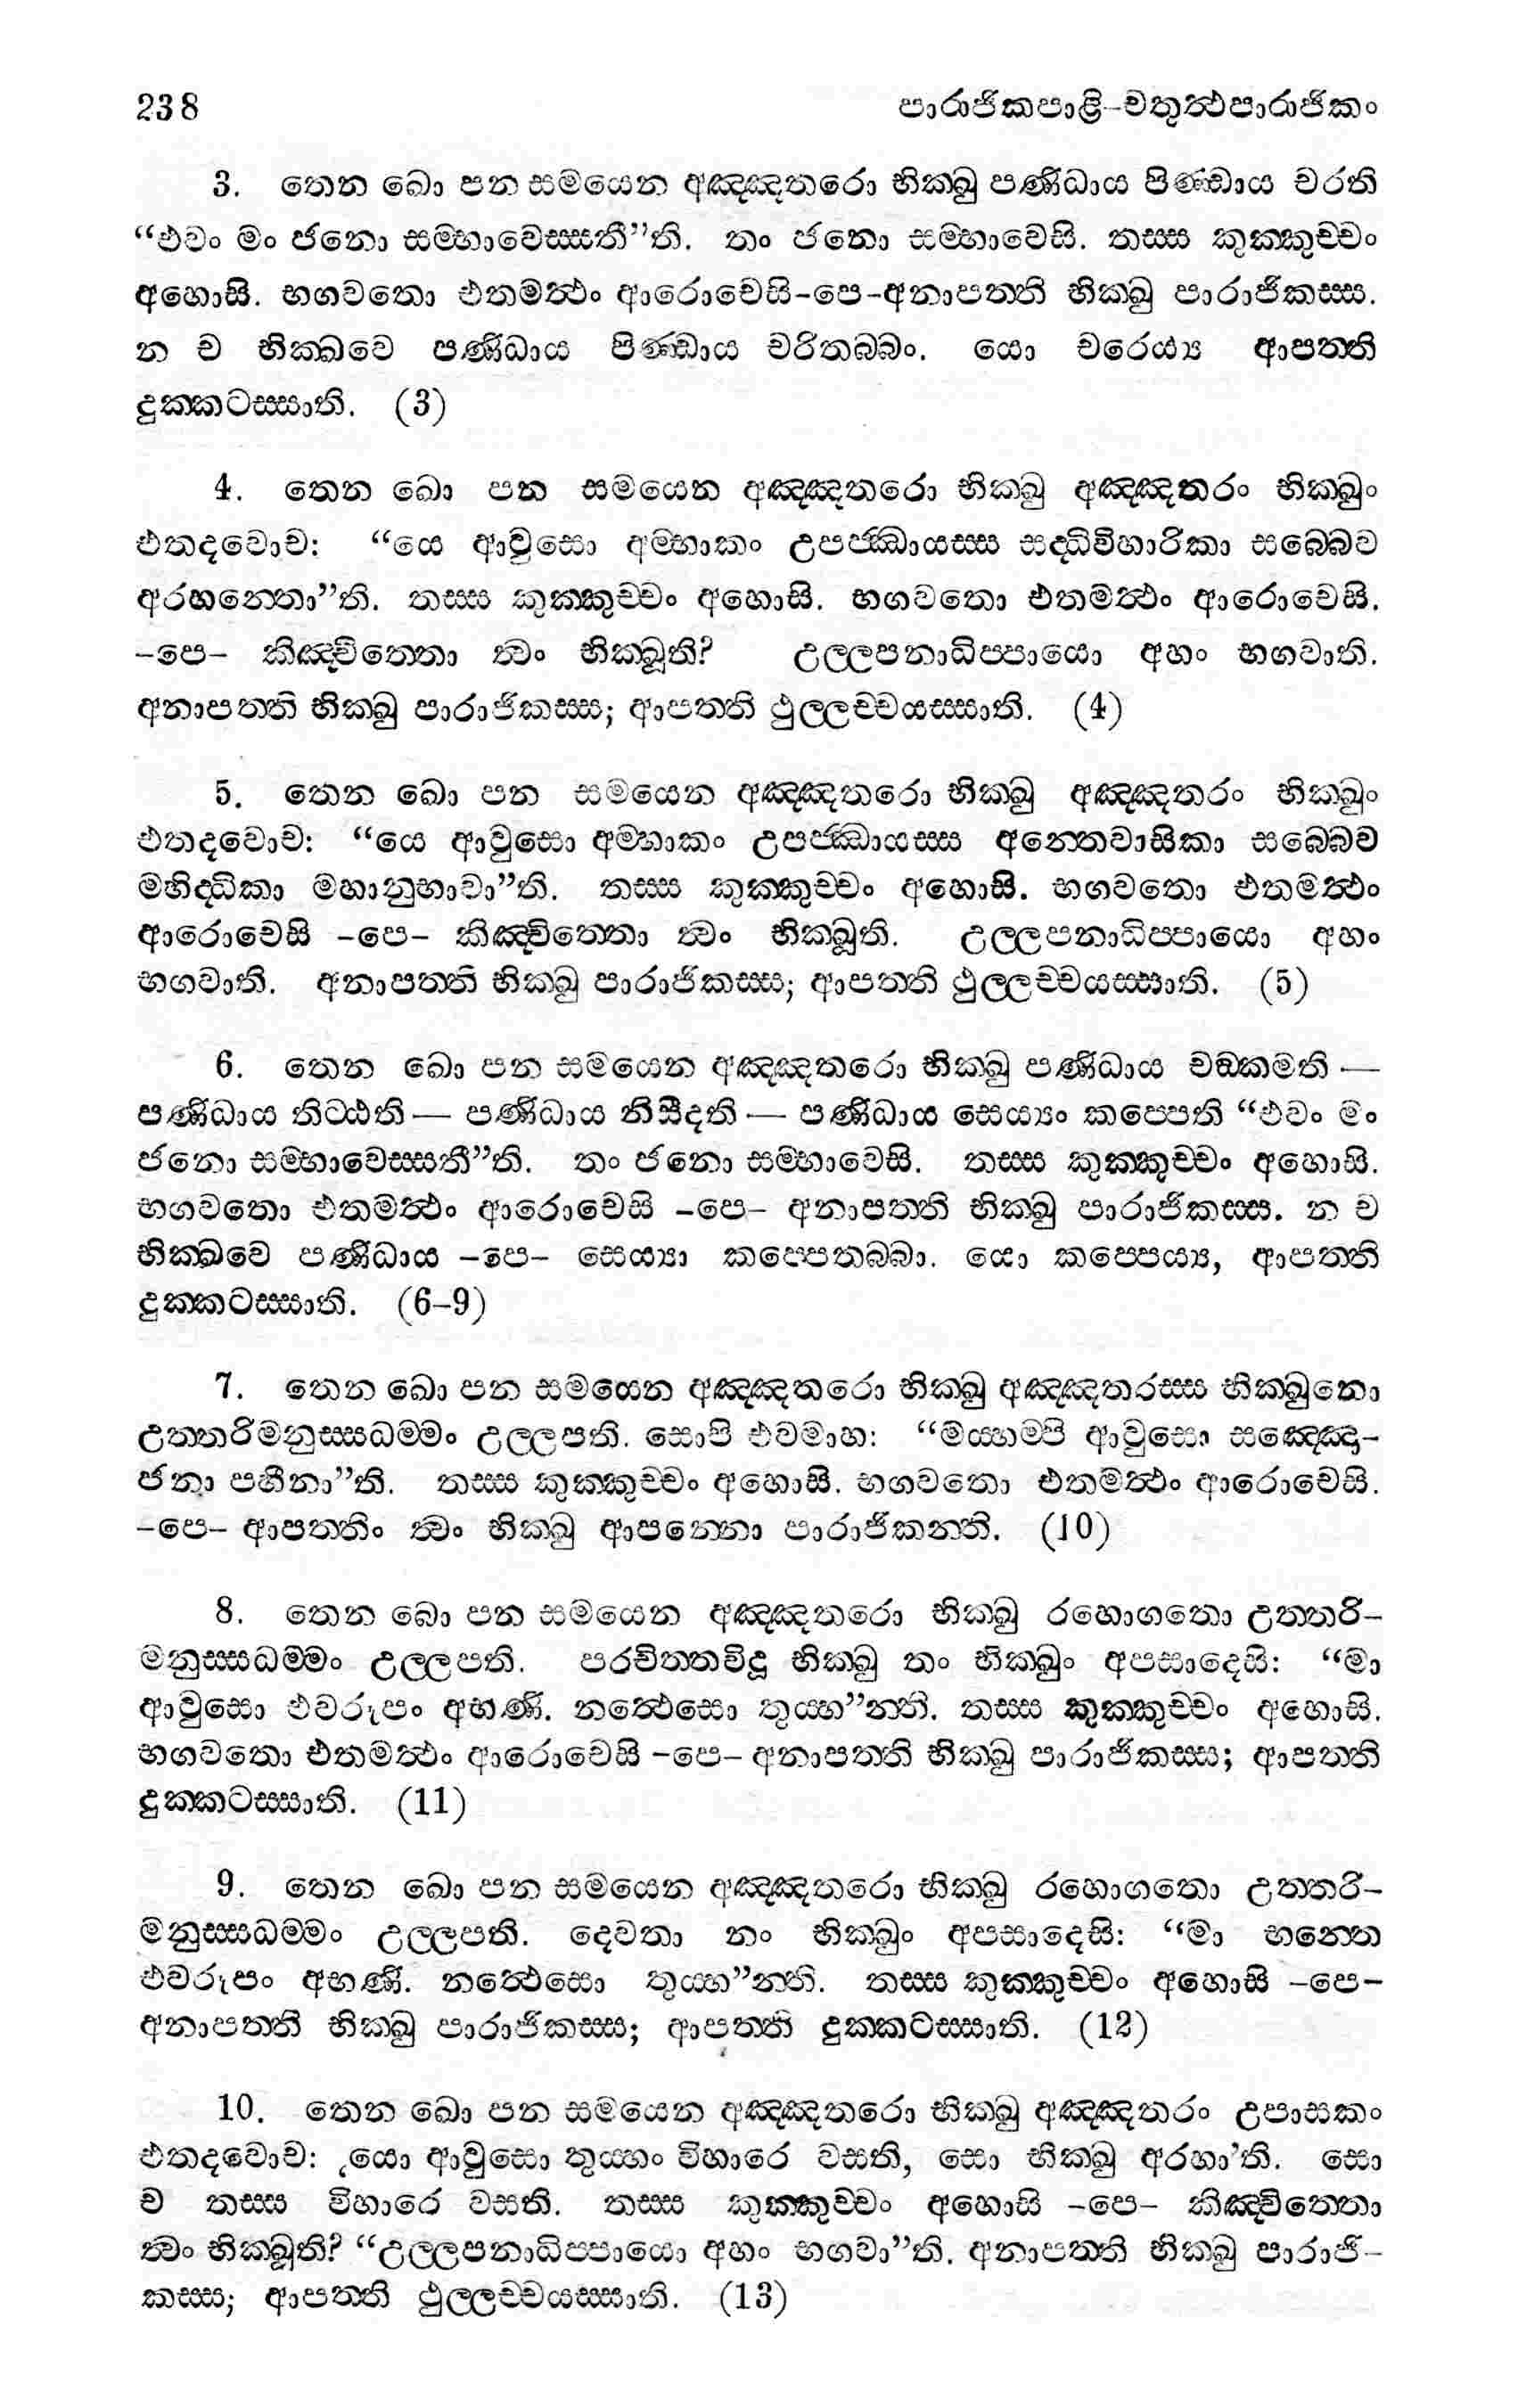 238 පාරාජිකපාළි-චතුත්‍ථපාරාජිකං
3. තෙන ඛො පන සමයෙන අඤ්ඤතරො භික්ඛු පණිධාය පිණ්ඩාය චරති
“එවං මං ජනො සම්භාවෙස්සතී”ති. තං ජනො සම්භාවෙසි. තස්ස කුක්කුච්චං
අහොසි. භගවතො එතමත්‍ථං ආරොචෙසි-පෙ-අනාපත්ති භික්ඛු පාරාජිකස්ස.
න ච භික්ඛවෙ පණිධාය පිණ්ඩාය චරිතබ්බං. යො චරෙය්‍ය ආපත්ති
දුක්කටස්සාති. (3)
4. තෙන ඛො පන සමයෙන අඤ්ඤතරො භික්ඛු අඤ්ඤතරං භික්ඛුං
එතදවොච: “යෙ ආවුසො අම්හාකං උපජ්ඣායස්ස සද්ධිවිහාරිකා සබ්බෙව
අරහන්තො”ති. තස්ස කුක්කුච්චං අහොසි. භගවතො එතමත්‍ථං ආරොචෙසි.
-පෙ- කිඤ්චිත්තො ත්‍වං භික්ඛූති? උල්ලපනාධිප්පායො අහං භගවාති.
අනාපත්ති භික්ඛු පාරාජිකස්ස; ආපත්ති ථුල්ලච්චයස්සාති. (4)
5. තෙන ඛො පන සමයෙන අඤ්ඤතරො භික්ඛු අඤ්ඤතරං භික්ඛුං
එතදවොච: “යෙ ආවුසො අම්හාකං උපජ්ඣායස්ස අන්තෙවාසිකා සබ්බෙව
මහිද්ධිකා මහානුභාවා”ති. තස්ස කුක්කුච්චං අහොසි. භගවතො එතමත්‍ථං
ආරොචෙසි -පෙ- කිඤ්චිත්තො ත්‍වං භික්ඛූති. උල්ලපනාධිප්පායො අහං
භගවාති. අනාපත්ති භික්ඛු පාරාජිකස්ස; ආපත්ති ථුල්ලච්චයස්සාති. (5)
6. තෙන ඛො පන සමයෙන අඤ්ඤතරො භික්ඛු පණිධාය චඞ්කමති —
පණිධාය තිට්ඨති — පණිධාය නිසීදති — පණිධාය සෙය්‍යං කප්පෙති “එවං මං
ජනො සම්භාවෙස්සතී”ති. තං ජනො සම්භාවෙසි. තස්ස කුක්කුච්චං අහොසි.
භගවතො එතමත්‍ථං ආරොචෙසි -පෙ- අනාපත්ති භික්ඛු පාරාජිකස්ස. න ච
භික්ඛවෙ පණිධාය -පෙ- සෙය්‍යා කප්පෙතබ්බා. යො කප්පෙය්‍ය, ආපත්ති
දුක්කටස්සාති. (6-9)
7. තෙන ඛො පන සමයෙන අඤ්ඤතරො භික්ඛු අඤ්ඤතරස්ස භික්ඛුනො
උත්තරිමනුස්සධම්මං උල්ලපති. සොපි එවමාහ: “මය්හම්පි ආවුසො සඤ්ඤො-
ජනා පහීනා”ති. තස්ස කුක්කුච්චං අහොසි. භගවතො එතමත්‍ථං ආරොචෙසි.
-පෙ- ආපත්තිං ත්‍වං භික්ඛු ආපන්නො පාරාජිකන්ති. (10)
8. තෙන බො පන සමයෙන අඤ්ඤතරො භික්ඛු රහොගතො උත්තරි-
මනුස්සධම්මං උල්ලපති. පරචිත්තවිදූ භික්ඛු තං භික්ඛුං අපසාදෙසි: “මා
ආවුසො එවරූපං අභණි. නත්‍ථෙසො තුය්හ”න්ති. තස්ස කුක්කුච්චං අහොසි.
භගවතො එතමත්‍ථං ආරොචෙසි -පෙ- අනාපත්ති භික්ඛු පාරාජිකස්ස; ආපත්ති
දුක්කටස්සාති. (11)
9. තෙන ඛො පන සමයෙන අඤ්ඤතරො භික්ඛු රහොගතො උත්තරි-
මනුස්සධම්මං උල්ලපති. දෙවතා තං භික්ඛුං අපසාදෙසි: “මා භන්තෙ
එවරූපං අභණි. නත්‍ථෙසො තුය්හ”න්ති. තස්ස කුක්කුච්චං අහොසි -පෙ-
අනාපත්ති භික්ඛු පාරාජිකස්ස; ආපත්ති දුක්කටස්සාති. (12)
10. තෙන ඛො පන සමයෙන අඤ්ඤතරො භික්ඛු අඤ්ඤතරං උපාසකං
එතදවොච: ‘යො ආවුසො තුය්හං විහාරෙ වසති, සො භික්ඛු අරහා’ති. සො
ච තස්ස විහාරෙ වසති. තස්ස කුක්කුච්චං අහොසි -පෙ- කිඤ්චිත්තො
ත්‍වං භික්ඛූති? “උල්ලපනාධිප්පායො අහං භගවා”ති. අනාපත්ති භික්ඛු පාරාජි-
කස්ස; ආපත්ති ථුල්ලච්චයස්සාති. (13)